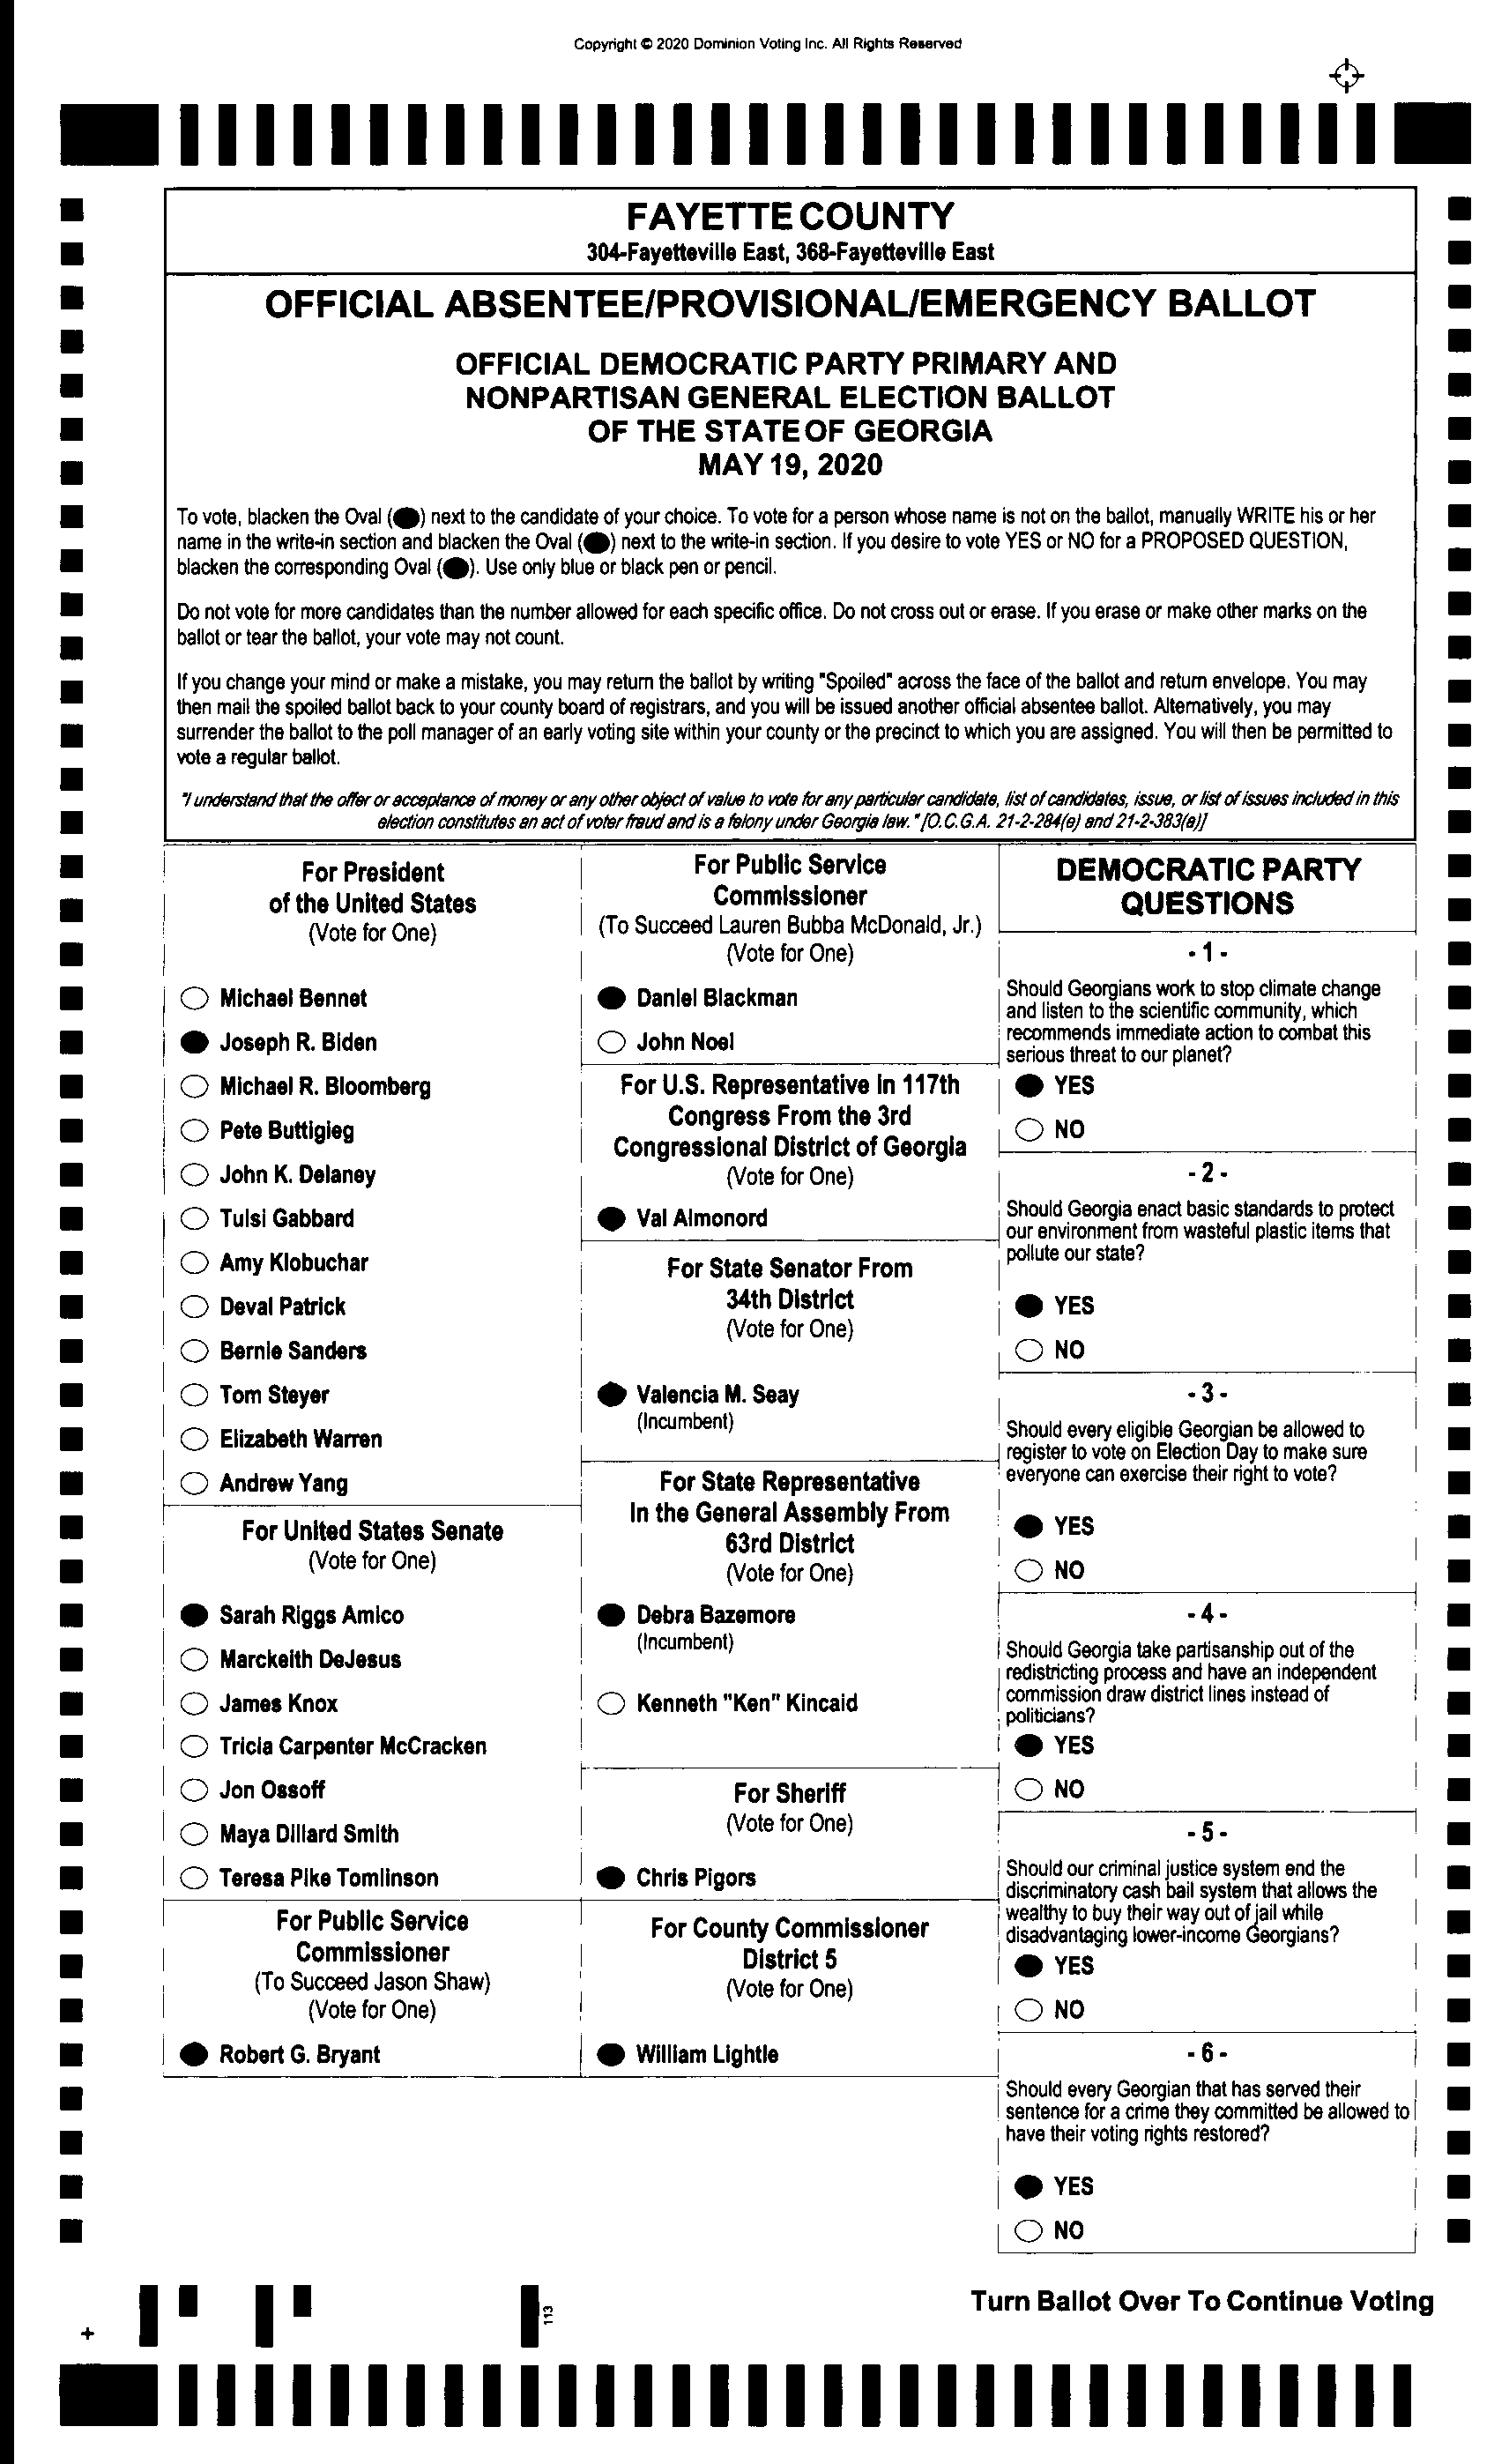 Copyright © 2020 Dominion Voting Inc. All Rights Reserved
FAYETTE COUNTY
304-Fayetteville East, 368-Fayetteville East
OFFICIAL ABSENTEE/PROVISIONAL/EMERGENCY BALLOT
OFFICIAL DEMOCRATIC PARTY PRIMARY AND
NONPARTISAN GENERAL ELECTION BALLOT
OF THE STATE OF GEORGIA
MAY 19, 2020
To vote, blacken the Oval (⬬) next to the candidate of your choice. To vote for a person whose name is not on the ballot, manually WRITE his or her
name in the write-in section and blacken the Oval (⬬) next to the write-in section. If you desire to vote YES or NO for a PROPOSED QUESTION,
blacken the corresponding Oval (⬬). Use only blue or black pen or pencil.
Do not vote for more candidates than the number allowed for each specific office. Do not cross out or erase. If you erase or make other marks on the
ballot or tear the ballot, your vote may not count.
If you change your mind or make a mistake, you may return the ballot by writing "Spoiled" across the face of the ballot and return envelope. You may
then mail the spoiled ballot back to your county board of registrars, and you will be issued another official absentee ballot. Alternatively, you may
surrender the ballot to the poll manager of an early voting site within your county or the precinct to which you are assigned. You will then be permitted to
vote a regular ballot.
"I understand that the offer or acceptance of money or any other object of value to vote for any particular candidate, list of candidates, issue, or list of issues included in this
election constitutes an act of voter fraud and is a felony under Georgia law." [O.C.G.A. 21-2-284(e) and 21-2-383(a)]
For President
of the United States
(Vote for One)
Michael Bennet
Joseph R. Biden
Michael R. Bloomberg
Pete Buttigieg
John K. Delaney
Tulsi Gabbard
Amy Klobuchar
Deval Patrick
Bernie Sanders
Tom Steyer
Elizabeth Warren
Andrew Yang
For United States Senate
(Vote for One)
Sarah Riggs Amico
Marckeith DeJesus
James Knox
Tricia Carpenter McCracken
Jon Ossoff
Maya Dillard Smith
Teresa Pike Tomlinson
For Public Service
Commissioner
(To Succeed Jason Shaw)
(Vote for One)
Robert G. Bryant
For Public Service
Commissioner
(To Succeed Lauren Bubba McDonald, Jr.)
(Vote for One)
Daniel Blackman
John Noel
For U.S. Representative in 117th
Congress From the 3rd
Congressional District of Georgia
(Vote for One)
Val Almonord
For State Senator From
34th District
(Vote for One)
Valencia M. Seay
(Incumbent)
For State Representative
In the General Assembly From
63rd District
(Vote for One)
Debra Bazemore
(Incumbent)
Kenneth "Ken" Kincaid
For Sheriff
(Vote for One)
Chris Pigors
For County Commissioner
District 5
(Vote for One)
William Lightle
DEMOCRATIC PARTY
QUESTIONS
- 1 -
Should Georgians work to stop climate change
and listen to the scientific community, which
recommends immediate action to combat this
serious threat to our planet?
YES
NO
- 2 -
Should Georgia enact basic standards to protect
our environment from wasteful plastic items that
pollute our state?
YES
NO
- 3 -
Should every eligible Georgian be allowed to
register to vote on Election Day to make sure
everyone can exercise their right to vote?
YES
NO
- 4 -
Should Georgia take partisanship out of the
redistricting process and have an independent
commission draw district lines instead of
politicians?
YES
NO
- 5 -
Should our criminal justice system end the
discriminatory cash bail system that allows the
wealthy to buy their way out of jail while
disadvantaging lower-income Georgians?
YES
NO
- 6 -
Should every Georgian that has served their
sentence for a crime they committed be allowed to
have their voting rights restored?
YES
NO
Turn Ballot Over To Continue Voting
113